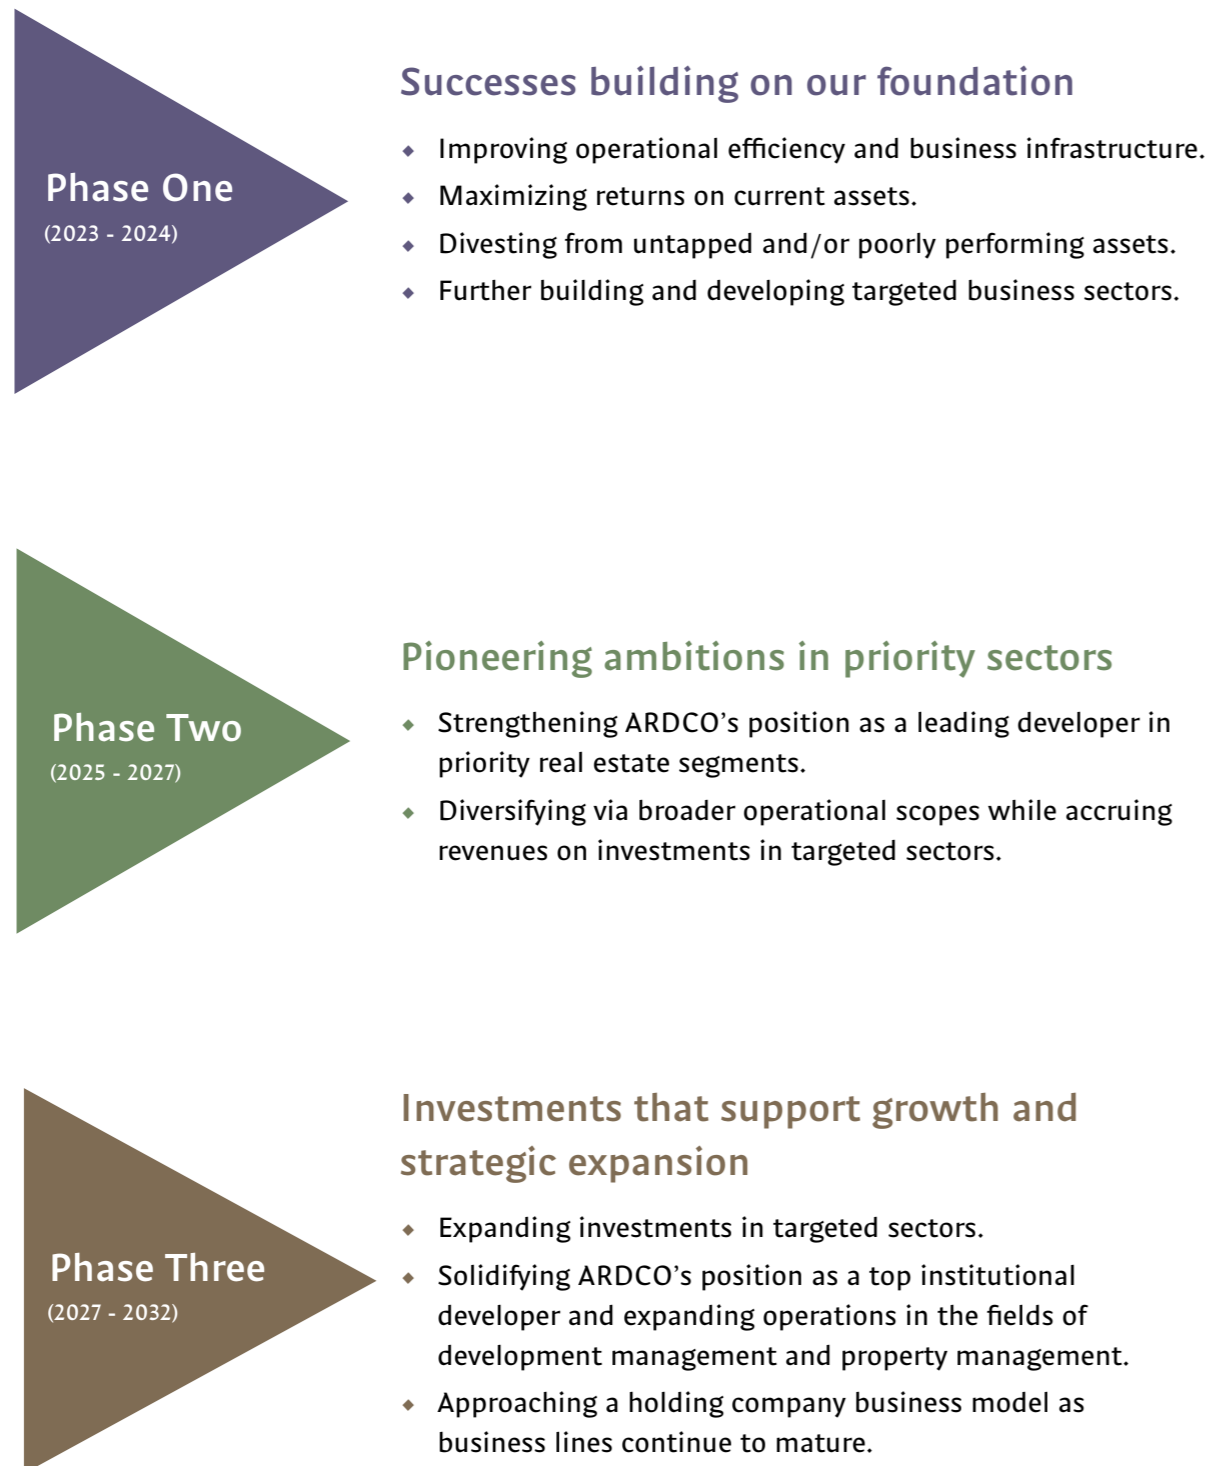 Phase One
(2023 - 2024)
Successes building on our foundation
Improving operational efficiency and business infrastructure.
Maximizing returns on current assets.
Divesting from untapped and/or poorly performing assets.
Further building and developing targeted business sectors.
Phase Two
(2025 - 2027)
Pioneering ambitions in priority sectors
Strengthening ARDCO’s position as a leading developer in
priority real estate segments.
Diversifying via broader operational scopes while accruing
revenues on investments in targeted sectors.
Phase Three
(2027 - 2032)
Investments that support growth and
strategic expansion
Expanding investments in targeted sectors.
Solidifying ARDCO’s position as a top institutional
developer and expanding operations in the fields of
development management and property management.
Approaching a holding company business model as
business lines continue to mature.